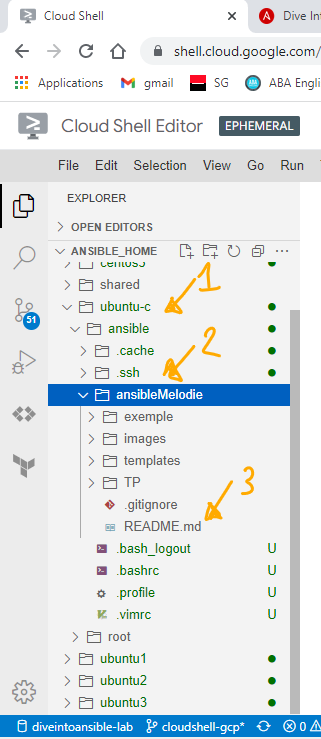 Cloud Shell
Dive Int
shell.cloud.google.com/
Applications
gmail
SG
ABA Engli
Cloud Shell Editor
EPHEMERAL
File Edit Selection View Go Run
EXPLORER
OPEN EDITORS
ANSIBLE_HOME
centos3
shared
1
ubuntu-c
ansible
2
.cache
.ssh
ansibleMelodie
exemple
images
templates
TP
3
.gitignore
README.md
.bash_logout U
.bashrc U
.profile U
.vimrc U
root
ubuntu1
ubuntu2
ubuntu3
51
diveintoansible-lab cloudshell-gcp* 0